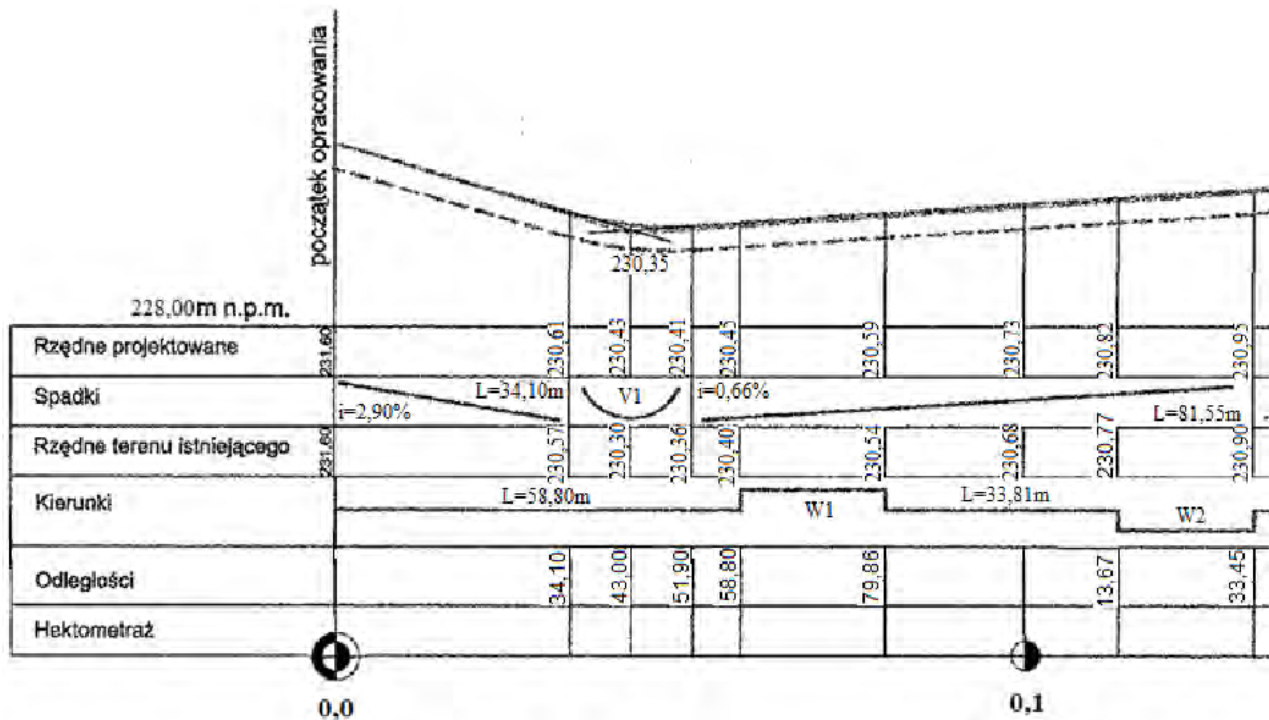 początek opracowania
230,35
228,00m n.p.m.
Rzędne projektowane
231,60 230,61 230,43 230,41 230,45 230,59 230,73 230,82 230,95
Spadki
i=2,90% L=34,10m V1 i=0,66% L=81,55m
Rzędne terenu istniejącego
231,60 230,57 230,30 230,36 230,40 230,54 230,68 230,77 230,90
Kierunki
L=58,80m W1 L=33,81m W2
Odległości
34,10 43,00 51,90 58,80 79,86 13,67 33,45
Hektometraż
0,0 0,1